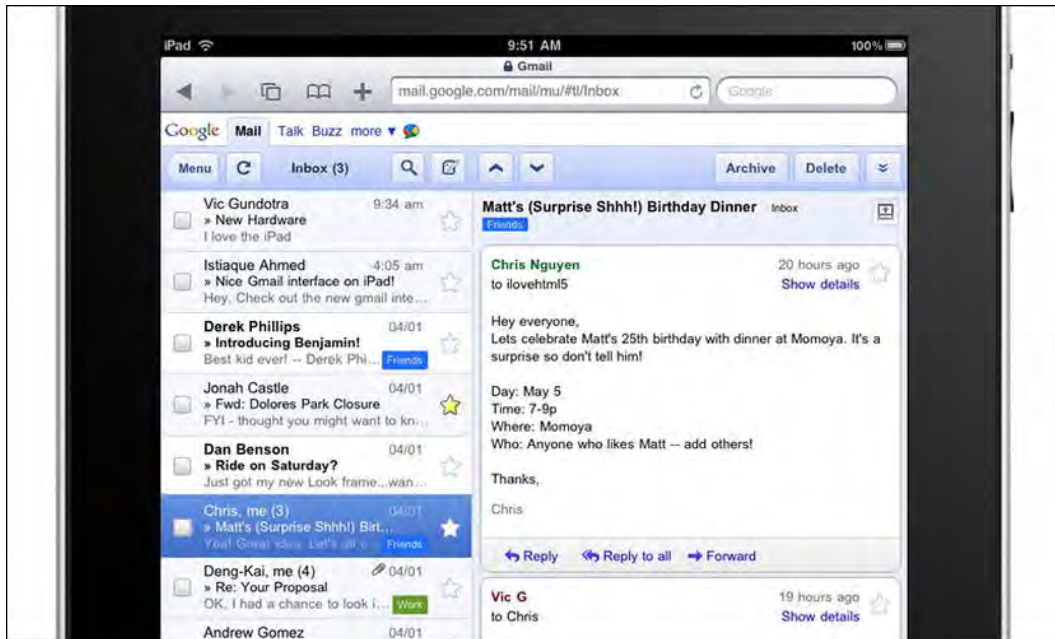 iPad 9:51 AM 100%
Gmail
mail.google.com/mail/mu/#tl/Inbox Google
Google Mail Talk Buzz more ▼
Menu Inbox (3) Archive Delete
Vic Gundotra 9:34 am
» New Hardware
I love the iPad
Istiaque Ahmed 4:05 am
» Nice Gmail interface on iPad!
Hey, Check out the new gmail inte...
Derek Phillips 04/01
» Introducing Benjamin!
Best kid ever! -- Derek Phi... Friends
Jonah Castle 04/01
» Fwd: Dolores Park Closure
FYI - thought you might want to kn...
Dan Benson 04/01
» Ride on Saturday?
Just got my new Look frame...wan...
Chris, me (3) 04/01
» Matt's (Surprise Shhh!) Birt...
Yea! Great idea. Let's all Friends
Deng-Kai, me (4) 04/01
» Re: Your Proposal
OK, I had a chance to look i... Work
Andrew Gomez 04/01
Matt's (Surprise Shhh!) Birthday Dinner Inbox
Friends
Chris Nguyen 20 hours ago
to ilovehtml5 Show details
Hey everyone,
Lets celebrate Matt's 25th birthday with dinner at Momoya. It's a
surprise so don't tell him!
Day: May 5
Time: 7-9p
Where: Momoya
Who: Anyone who likes Matt -- add others!
Thanks,
Chris
Reply Reply to all Forward
Vic G 19 hours ago
to Chris Show details